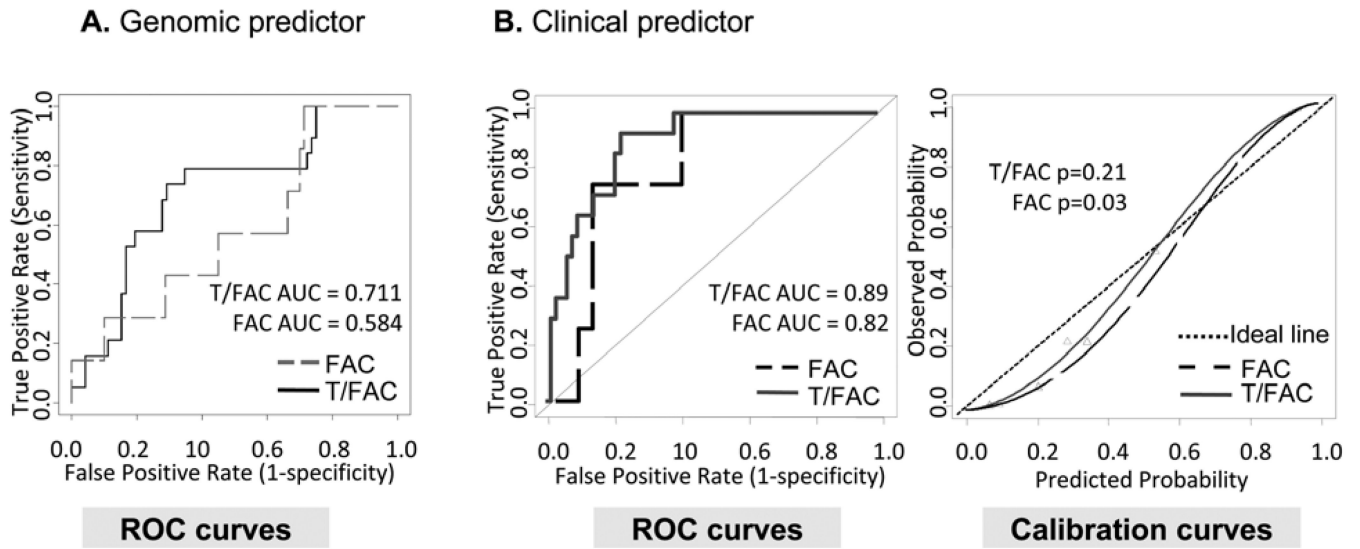 A. Genomic predictor
True Positive Rate (Sensitivity)
1.0
0.8
0.6
0.4
0.2
0.0
T/FAC AUC = 0.711
FAC AUC = 0.584
FAC
T/FAC
0.0 0.2 10 0.6 1.0 1.0
False Positive Rate (1-specificity)
ROC curves
B. Clinical predictor
True Positive Rate (Sensitivity)
1.0
0.8
0.6
0.4
0.2
0.0
T/FAC AUC = 0.89
FAC AUC = 0.82
FAC
T/FAC
0.0 0.2 10 0.6 1.0 1.0
False Positive Rate (1-specificity)
ROC curves
Observed Probability
1.0
0.8
0.6
0.4
0.2
0.0
T/FAC p=0.21
FAC p=0.03
Ideal line
FAC
T/FAC
0.0 0.2 0.4 0.6 0.8 1.0
Predicted Probability
Calibration curves